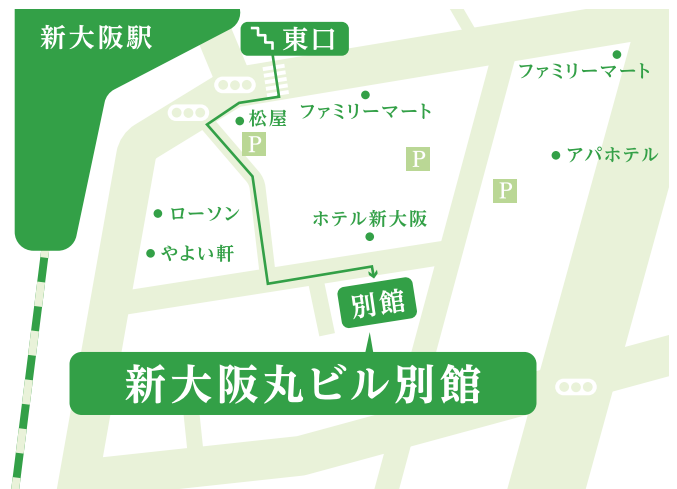 新大阪駅
東口
ファミリーマート
松屋
ファミリーマート
P
P
アパホテル
P
ローソン
ホテル新大阪
やよい軒
別館
新大阪丸ビル別館